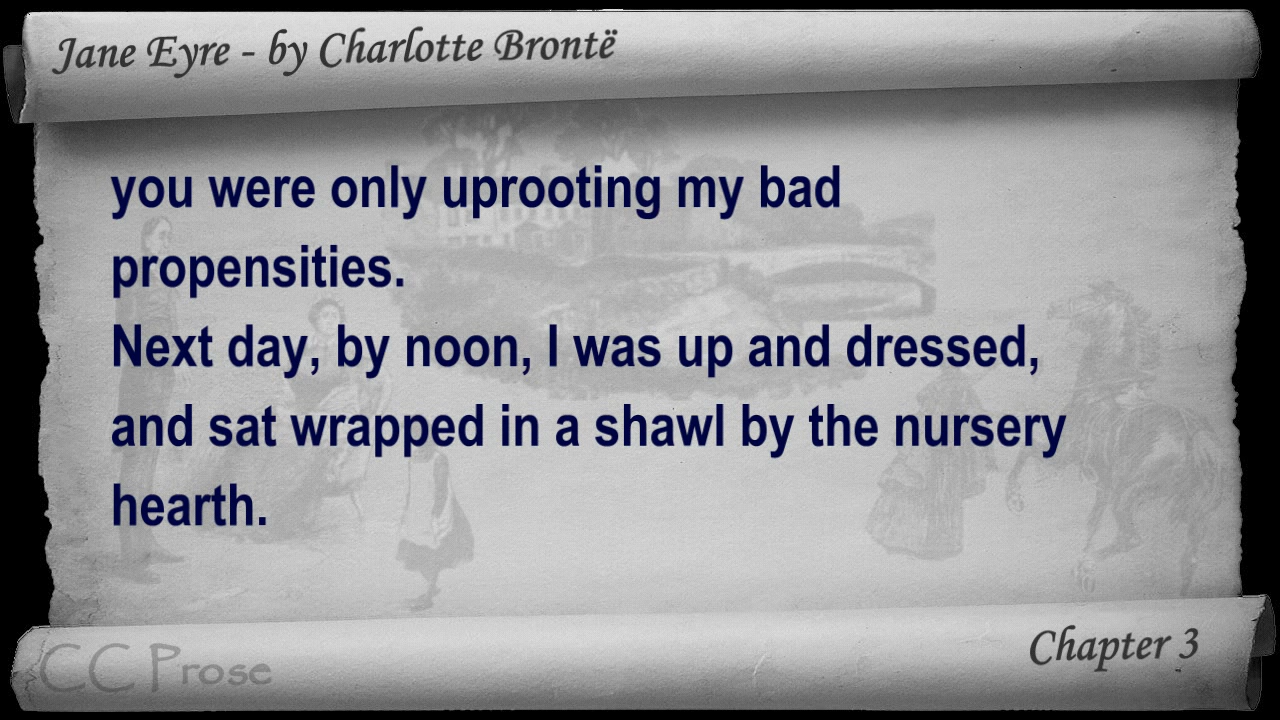 Jane Eyre - by Charlotte Brontë
you were only uprooting my bad
propensities.
Next day, by noon, I was up and dressed,
and sat wrapped in a shawl by the nursery
hearth.
Chapter 3
CC Prose